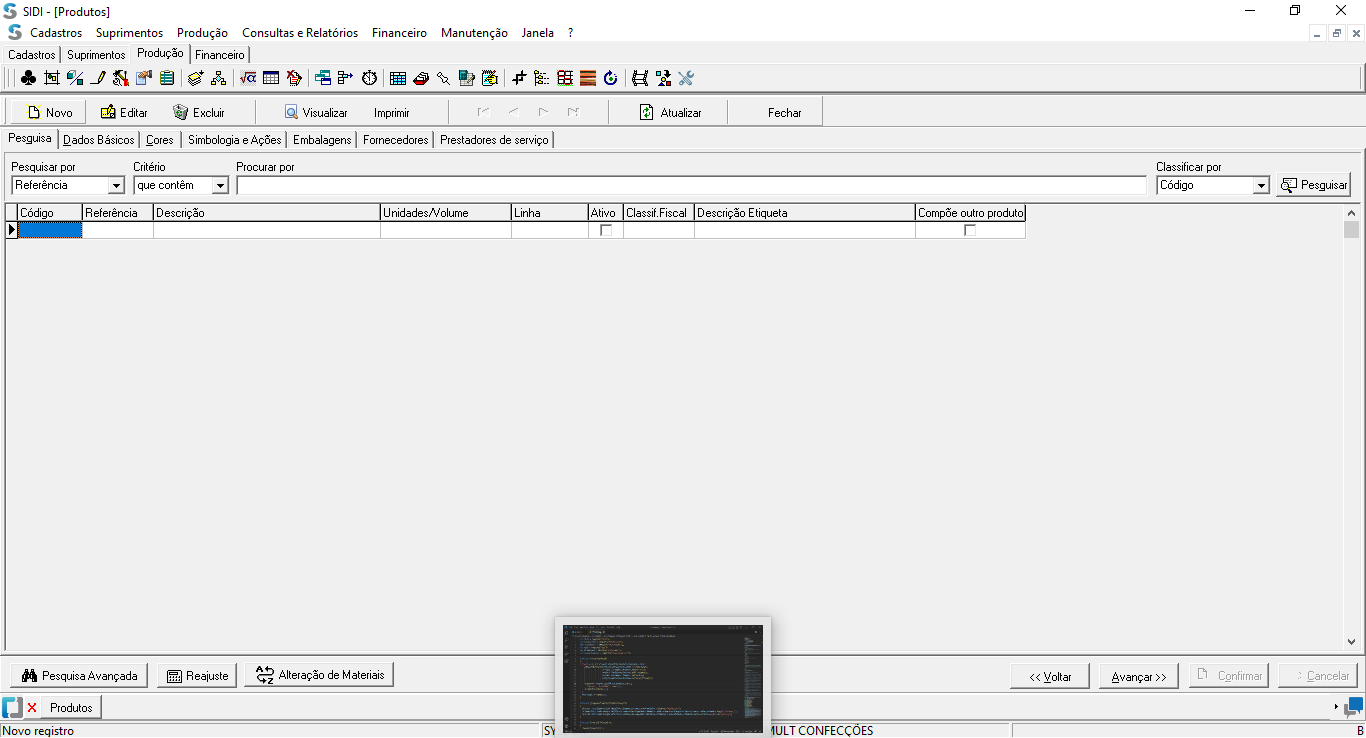 SIDI - [Produtos]
Cadastros Suprimentos Produção Consultas e Relatórios Financeiro Manutenção Janela ?
Cadastros Suprimentos Produção Financeiro
Novo Editar Excluir Visualizar Imprimir Atualizar Fechar
Pesquisa Dados Básicos Cores Simbologia e Ações Embalagens Fornecedores Prestadores de serviço
Pesquisar por Critério Procurar por Classificar por
Referência que contêm Código Pesquisar
Código Referência Descrição Unidades/Volume Linha Ativo Classif.Fiscal Descrição Etiqueta Compõe outro produto
Pesquisa Avançada Reajuste Alteração de Materiais << Voltar Avançar >> Confirmar Cancelar
Produtos
Novo registro SY MULT CONFECÇÕES B